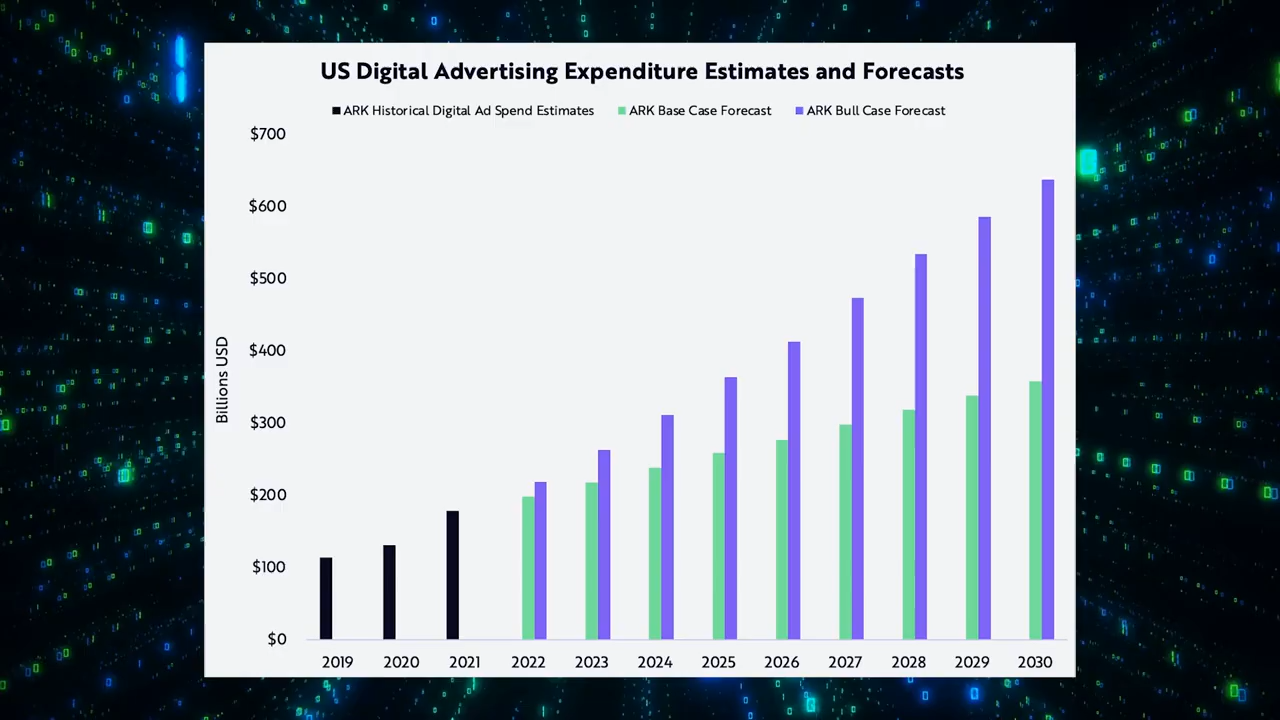 US Digital Advertising Expenditure Estimates and Forecasts
ARK Historical Digital Ad Spend Estimates ARK Base Case Forecast ARK Bull Case Forecast
$700
$600
$500
$400
$300
$200
$100
$0
Billions USD
2019 2020 2021 2022 2023 2024 2025 2026 2027 2028 2029 2030